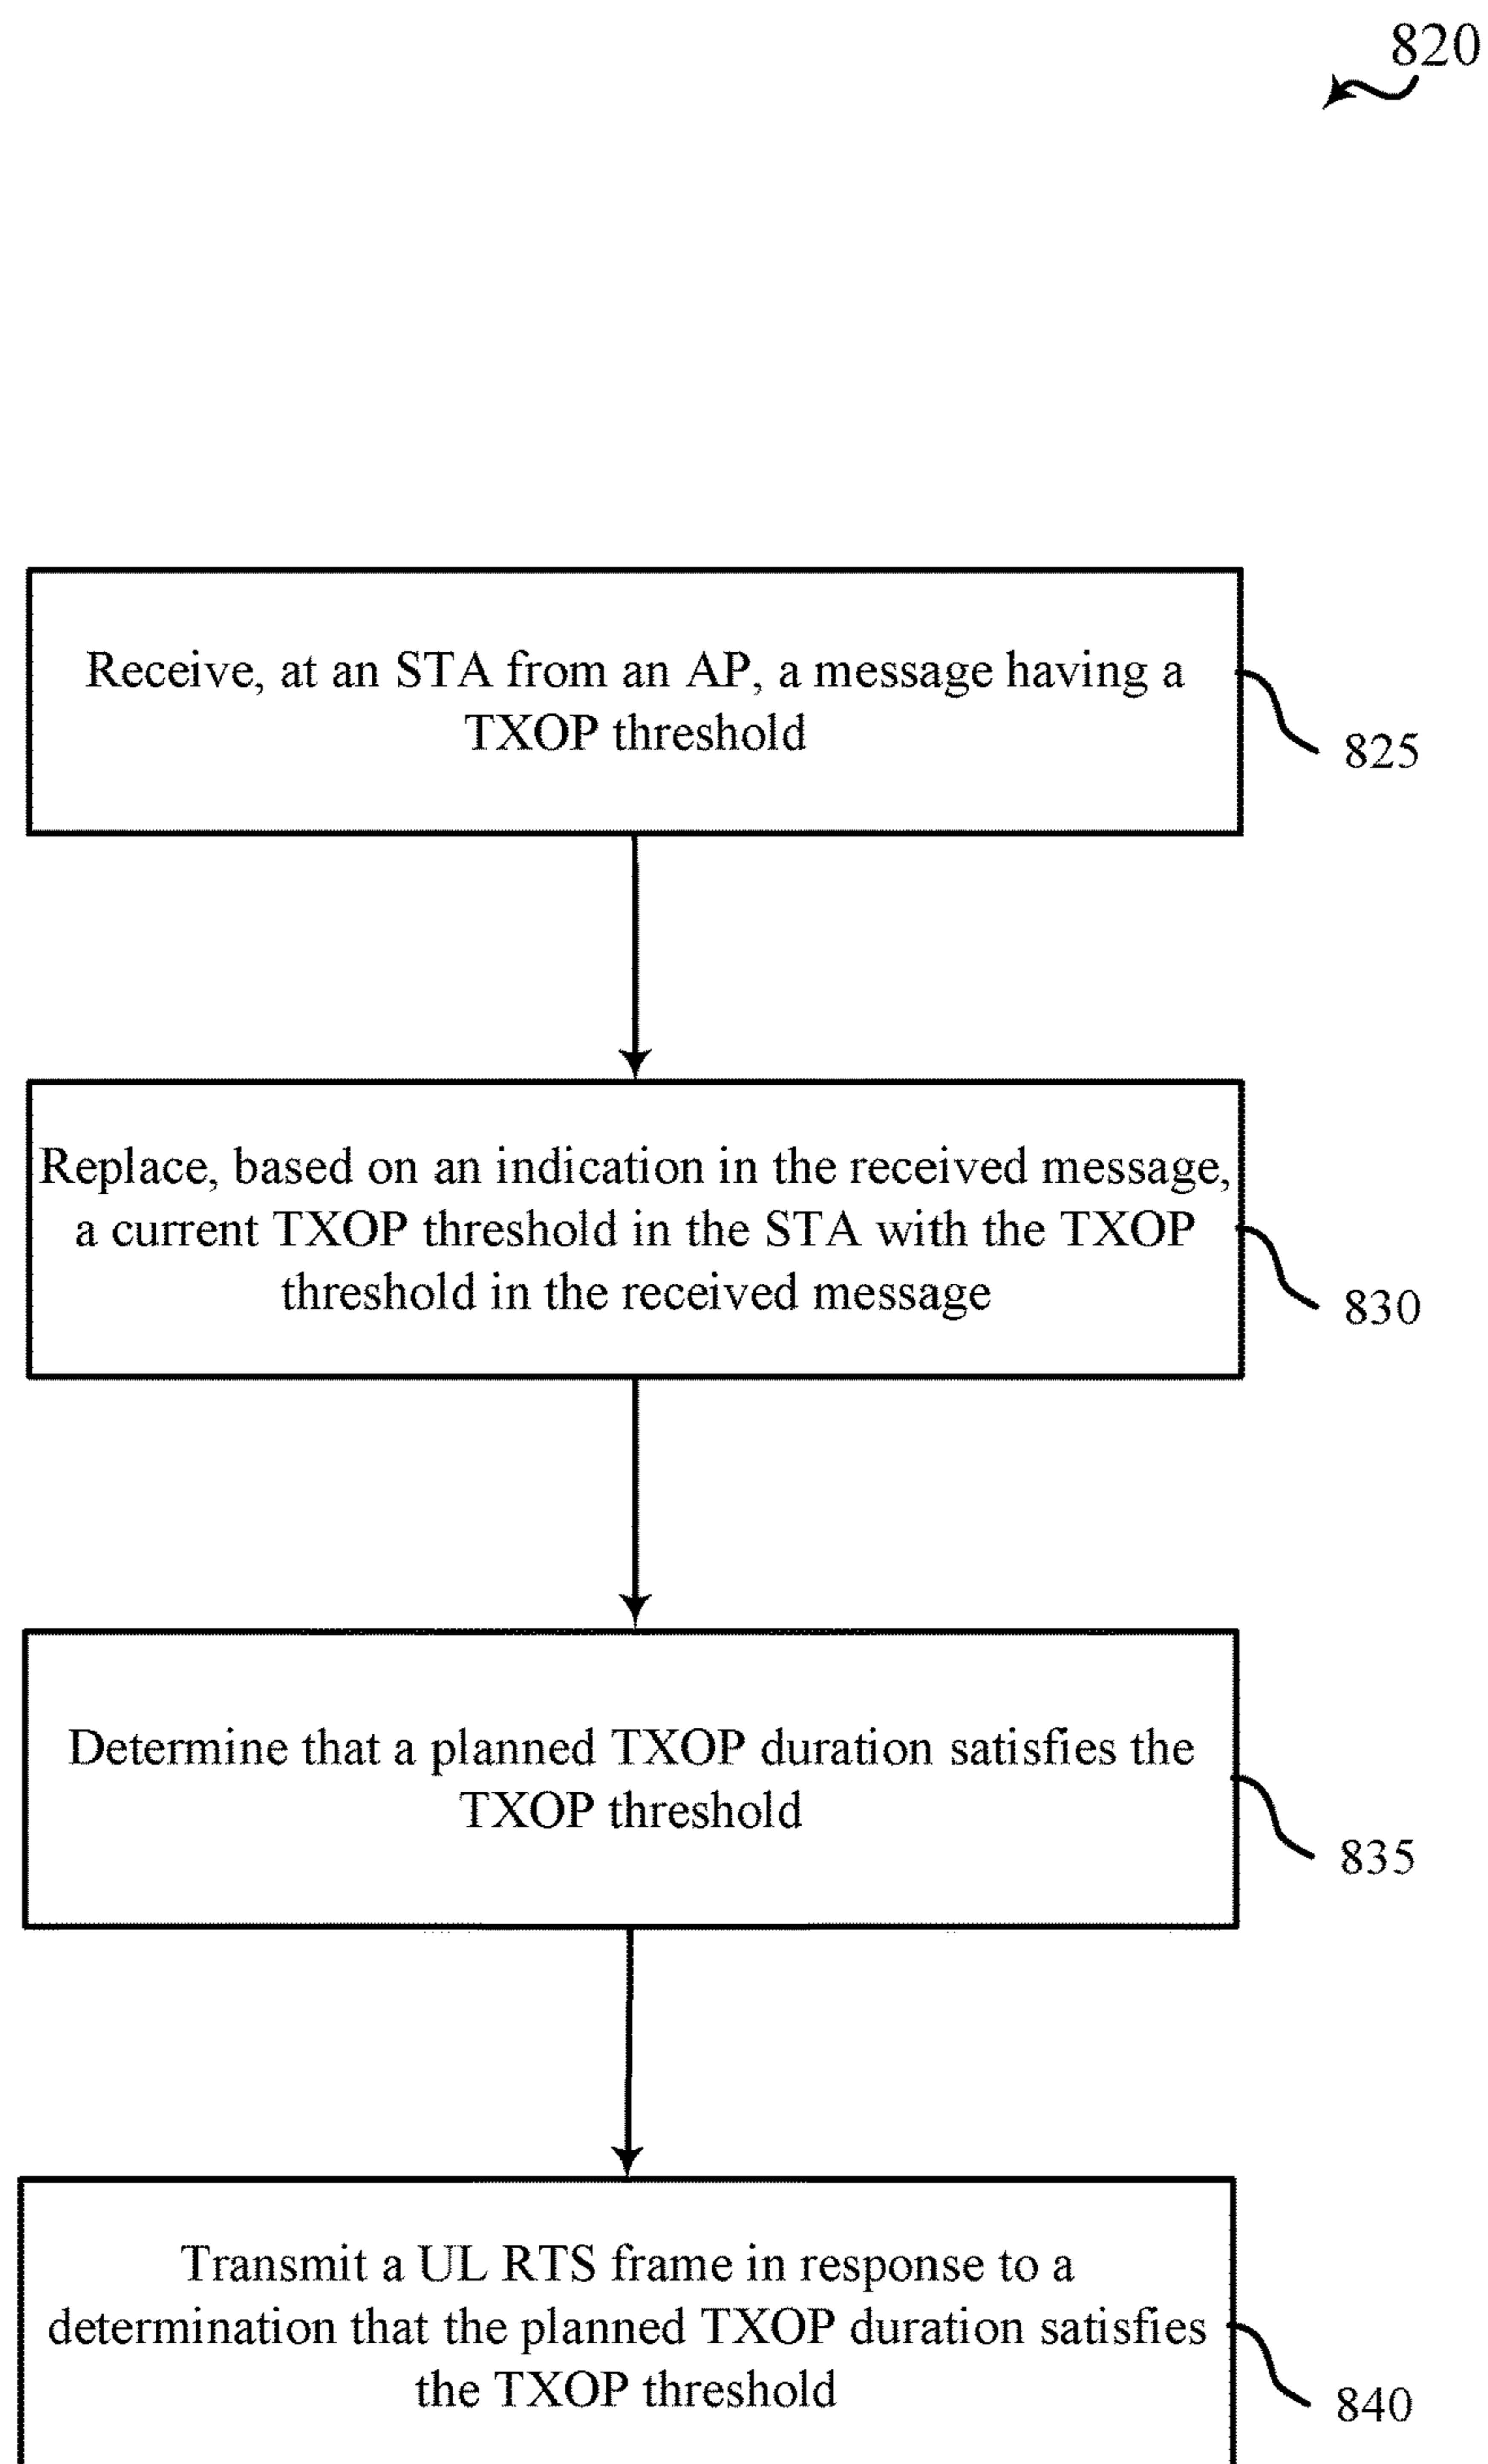 820
Receive, at an STA from an AP, a message having a
TXOP threshold
825
Replace, based on an indication in the received message,
a current TXOP threshold in the STA with the TXOP
threshold in the received message
830
Determine that a planned TXOP duration satisfies the
TXOP threshold
835
Transmit a UL RTS frame in response to a
determination that the planned TXOP duration satisfies
the TXOP threshold
840